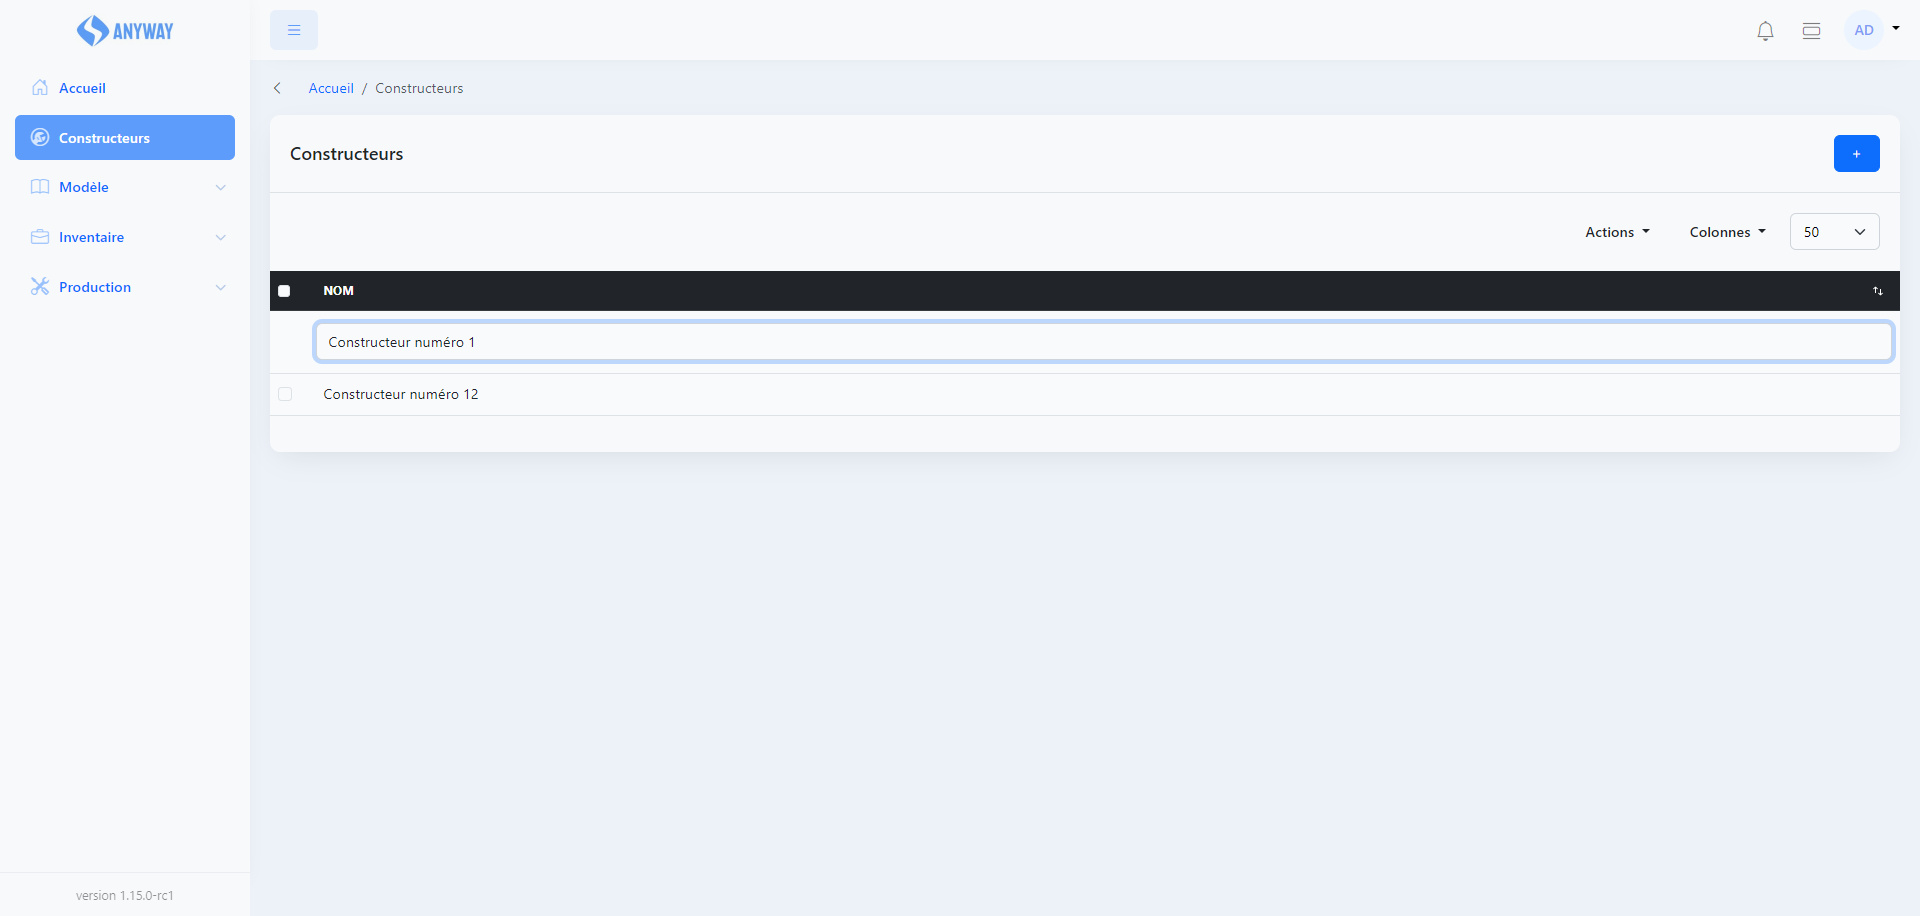 ANYWAY
AD
Accueil
Constructeurs
Modèle
Inventaire
Production
version 1.15.0-rc1
Accueil / Constructeurs
Constructeurs
+
Actions
Colonnes
50
NOM
Constructeur numéro 1
Constructeur numéro 12